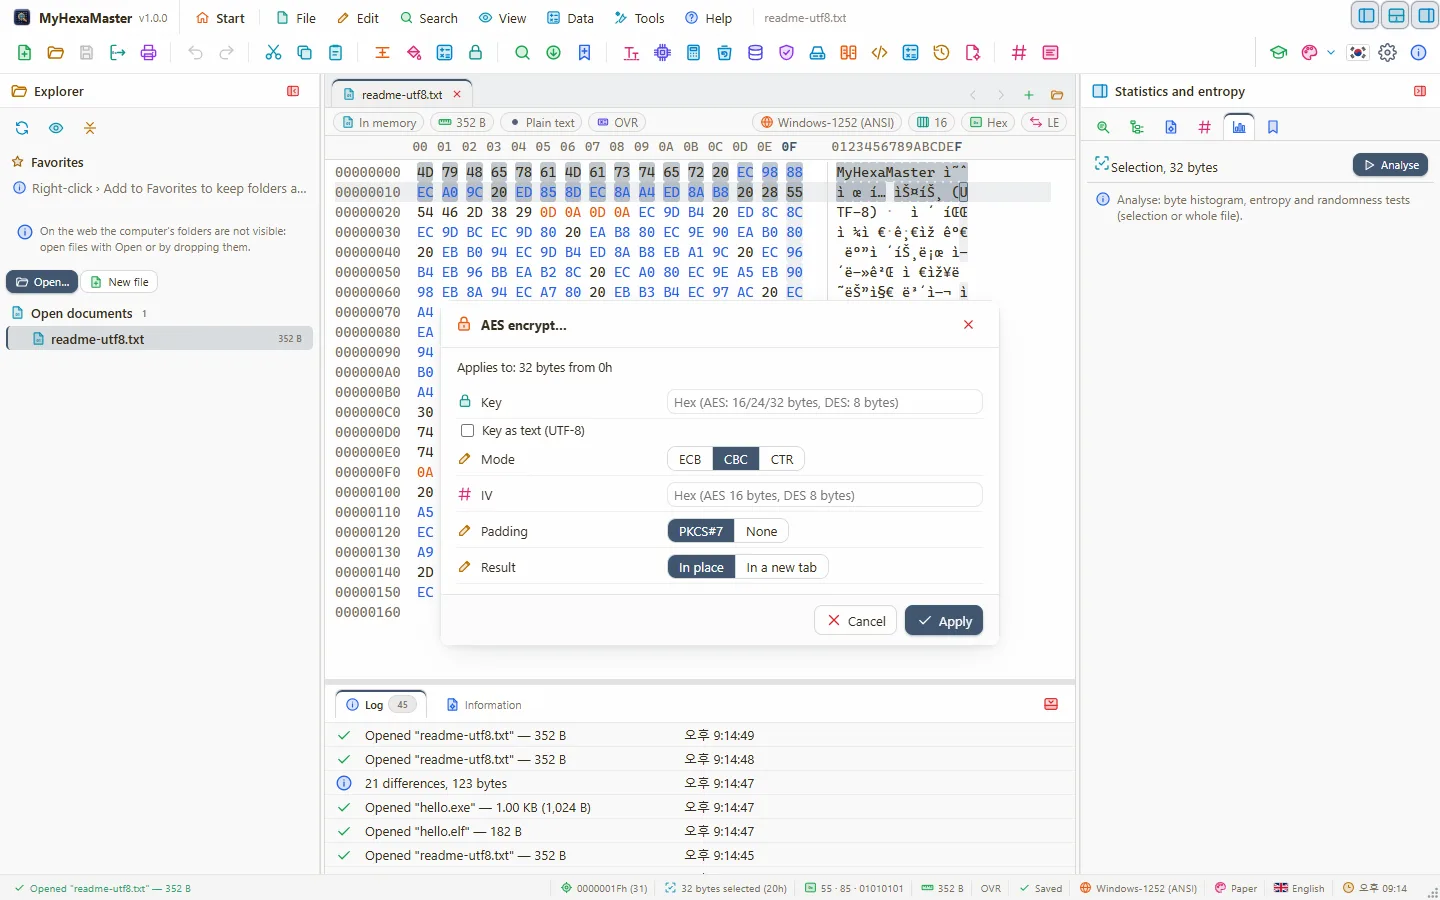 MyHexaMaster v1.0.0
Start
File
Edit
Search
View
Data
Tools
Help
readme-utf8.txt
Explorer
Favorites
Right-click › Add to Favorites to keep folders a...
On the web the computer's folders are not visible:
open files with Open or by dropping them.
Open...
New file
Open documents 1
readme-utf8.txt 352 B
readme-utf8.txt
In memory
352 B
Plain text
OVR
Windows-1252 (ANSI)
16
Hex
LE
00 01 02 03 04 05 06 07 08 09 0A 0B 0C 0D 0E 0F 0123456789ABCDEF
00000000 4D 79 48 65 78 61 4D 61 73 74 65 72 20 EC 98 88 MyHexaMaster
00000010 EC A0 9C 20 ED 85 8D EC 8A A4 ED 8A B8 20 28 55
00000020 54 46 2D 38 29 0D 0A 0D 0A EC 9D B4 20 ED 8C 8C TF-8)
00000030 EC 9D BC EC 9D 80 20 EA B8 80 EC 9E 90 EA B0 80
00000040 20 EB B0 94 EC 9D B4 ED 8A B8 EB A1 9C 20 EC 96
00000050 B4 EB 96 BB EA B2 8C 20 EC A0 80 EC 9E A5 EB 90
00000060 98 EB 8A 94 EC A7 80 20 EB B3 B4 EC 97 AC 20 EC
00000070 A4
00000080 EA
00000090 94
000000A0 B0
000000B0 A4
000000C0 30
000000D0 74
000000E0 74
000000F0 0A
00000100 20
00000110 A5
00000120 EC
00000130 A9
00000140 2D
00000150 EC
00000160
AES encrypt...
Applies to: 32 bytes from 0h
Key Hex (AES: 16/24/32 bytes, DES: 8 bytes)
Key as text (UTF-8)
Mode ECB CBC CTR
IV Hex (AES 16 bytes, DES 8 bytes)
Padding PKCS#7 None
Result In place In a new tab
Cancel
Apply
Log 45
Information
Opened "readme-utf8.txt" — 352 B 오후 9:14:49
Opened "readme-utf8.txt" — 352 B 오후 9:14:48
21 differences, 123 bytes 오후 9:14:47
Opened "hello.exe" — 1.00 KB (1,024 B) 오후 9:14:47
Opened "hello.elf" — 182 B 오후 9:14:47
Opened "readme-utf8.txt" — 352 B 오후 9:14:45
Statistics and entropy
Selection, 32 bytes
Analyse
Analyse: byte histogram, entropy and randomness tests
(selection or whole file).
Opened "readme-utf8.txt" — 352 B
0000001Fh (31)
32 bytes selected (20h)
55 · 85 · 01010101
352 B
OVR
Saved
Windows-1252 (ANSI)
Paper
English
오후 09:14